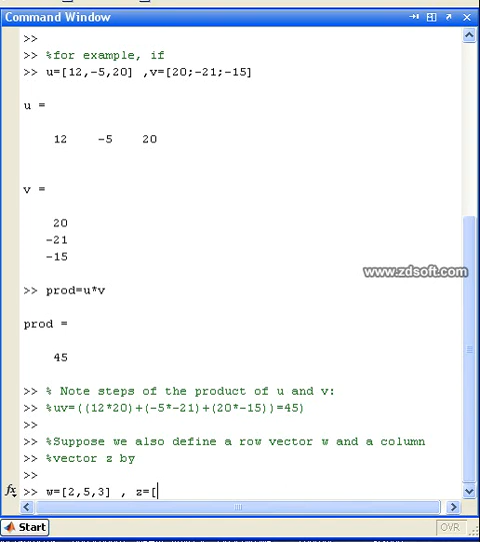 Command Window
>>
>> %for example, if
>> u=[12,-5,20] ,v=[20;-21;-15]
u =
12 -5 20
v =
20
-21
-15
www.zdsoft.com
>> prod=u*v
prod =
45
>> % Note steps of the product of u and v:
>> %uv=((12*20)+(-5*-21)+(20*-15))=45)
>>
>> %Suppose we also define a row vector w and a column
>> %vector z by
>>
fx >> w=[2,5,3] , z=[
Start
OVR